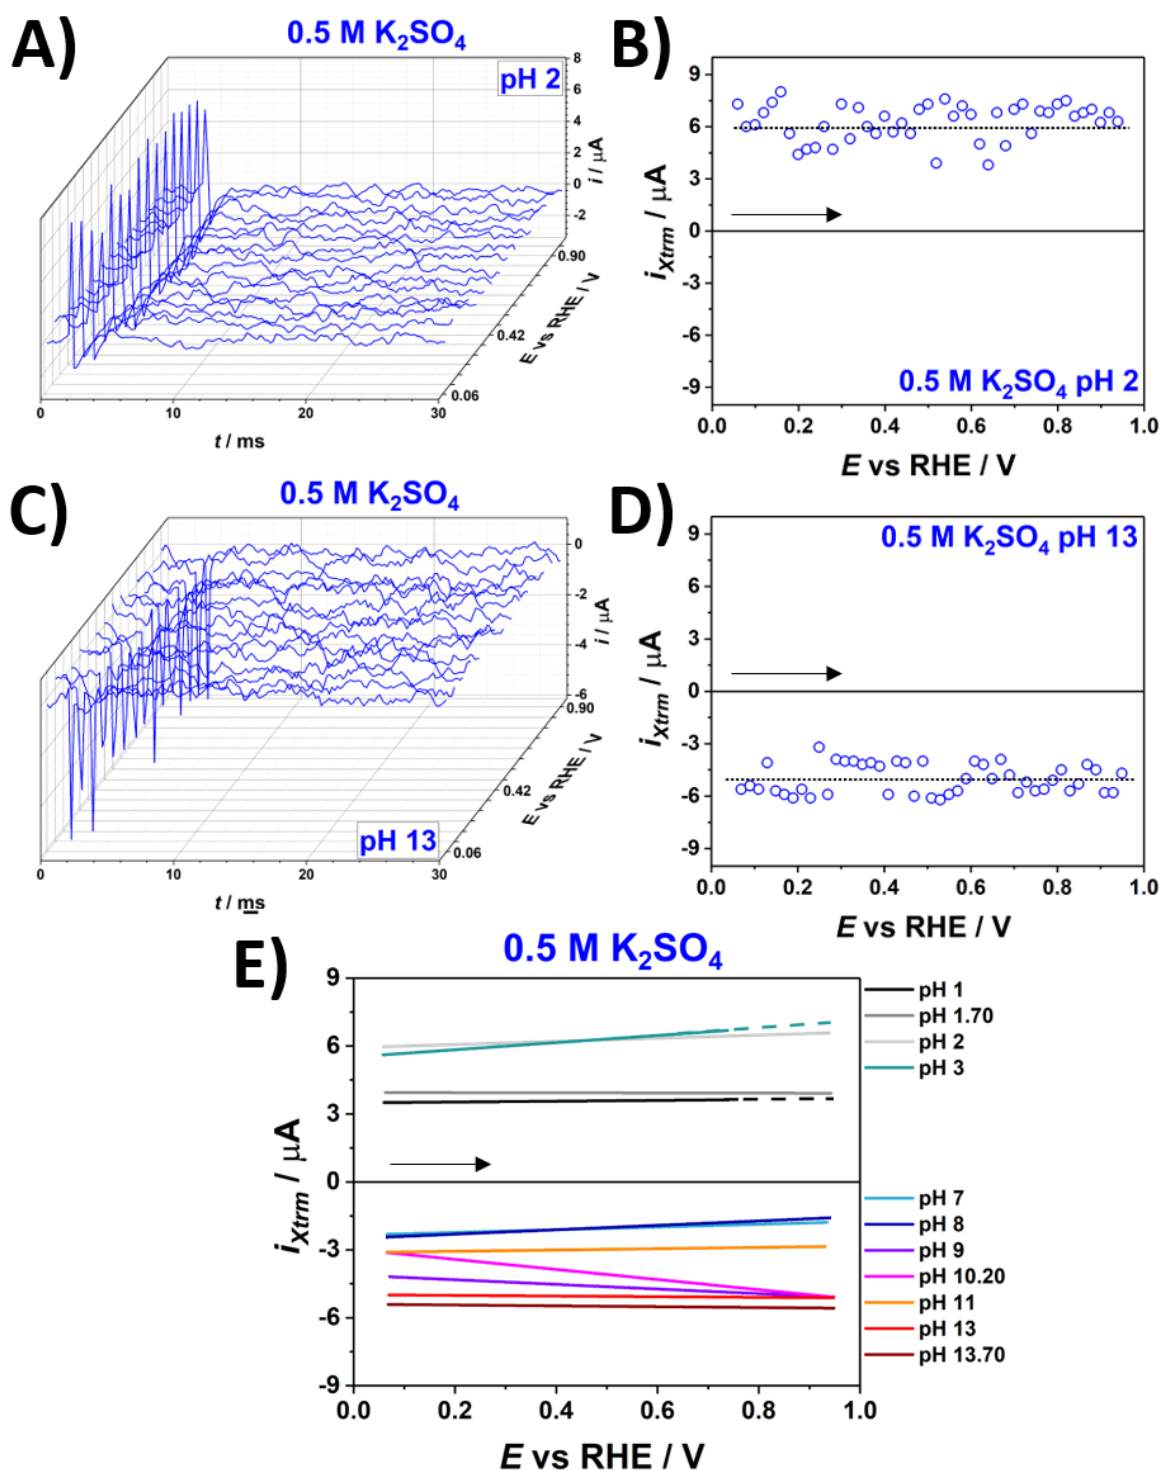 A)
0.5 M K₂SO₄
pH 2
8
6
4
2
0
-2
i / μA
0.90
0.42
0.06
E vs RHE / V
0
10
20
30
t / ms
B)
9
6
3
0
-3
-6
-9
i_Xtrm / μA
0.5 M K₂SO₄ pH 2
0.0
0.2
0.4
0.6
0.8
1.0
E vs RHE / V
C)
0.5 M K₂SO₄
0
-2
-4
-6
i / μA
0.90
0.42
0.06
E vs RHE / V
pH 13
0
10
20
30
t / ms
D)
0.5 M K₂SO₄ pH 13
9
6
3
0
-3
-6
-9
i_Xtrm / μA
0.0
0.2
0.4
0.6
0.8
1.0
E vs RHE / V
E)
0.5 M K₂SO₄
9
6
3
0
-3
-6
-9
i_Xtrm / μA
pH 1
pH 1.70
pH 2
pH 3
pH 7
pH 8
pH 9
pH 10.20
pH 11
pH 13
pH 13.70
0.0
0.2
0.4
0.6
0.8
1.0
E vs RHE / V